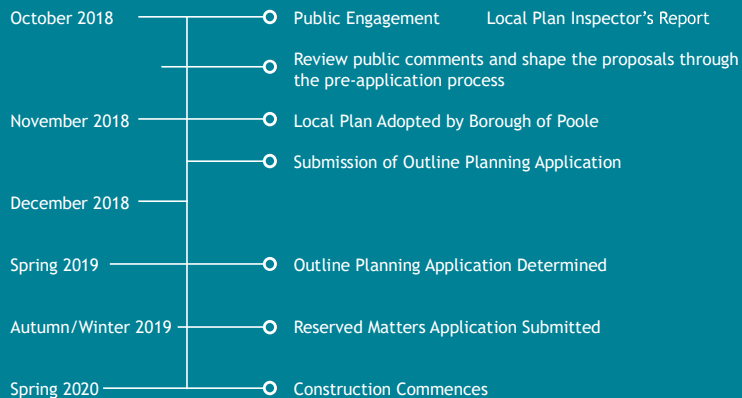 October 2018 Public Engagement Local Plan Inspector’s Report
Review public comments and shape the proposals through
the pre-application process
November 2018 Local Plan Adopted by Borough of Poole
Submission of Outline Planning Application
December 2018
Spring 2019 Outline Planning Application Determined
Autumn/Winter 2019 Reserved Matters Application Submitted
Spring 2020 Construction Commences